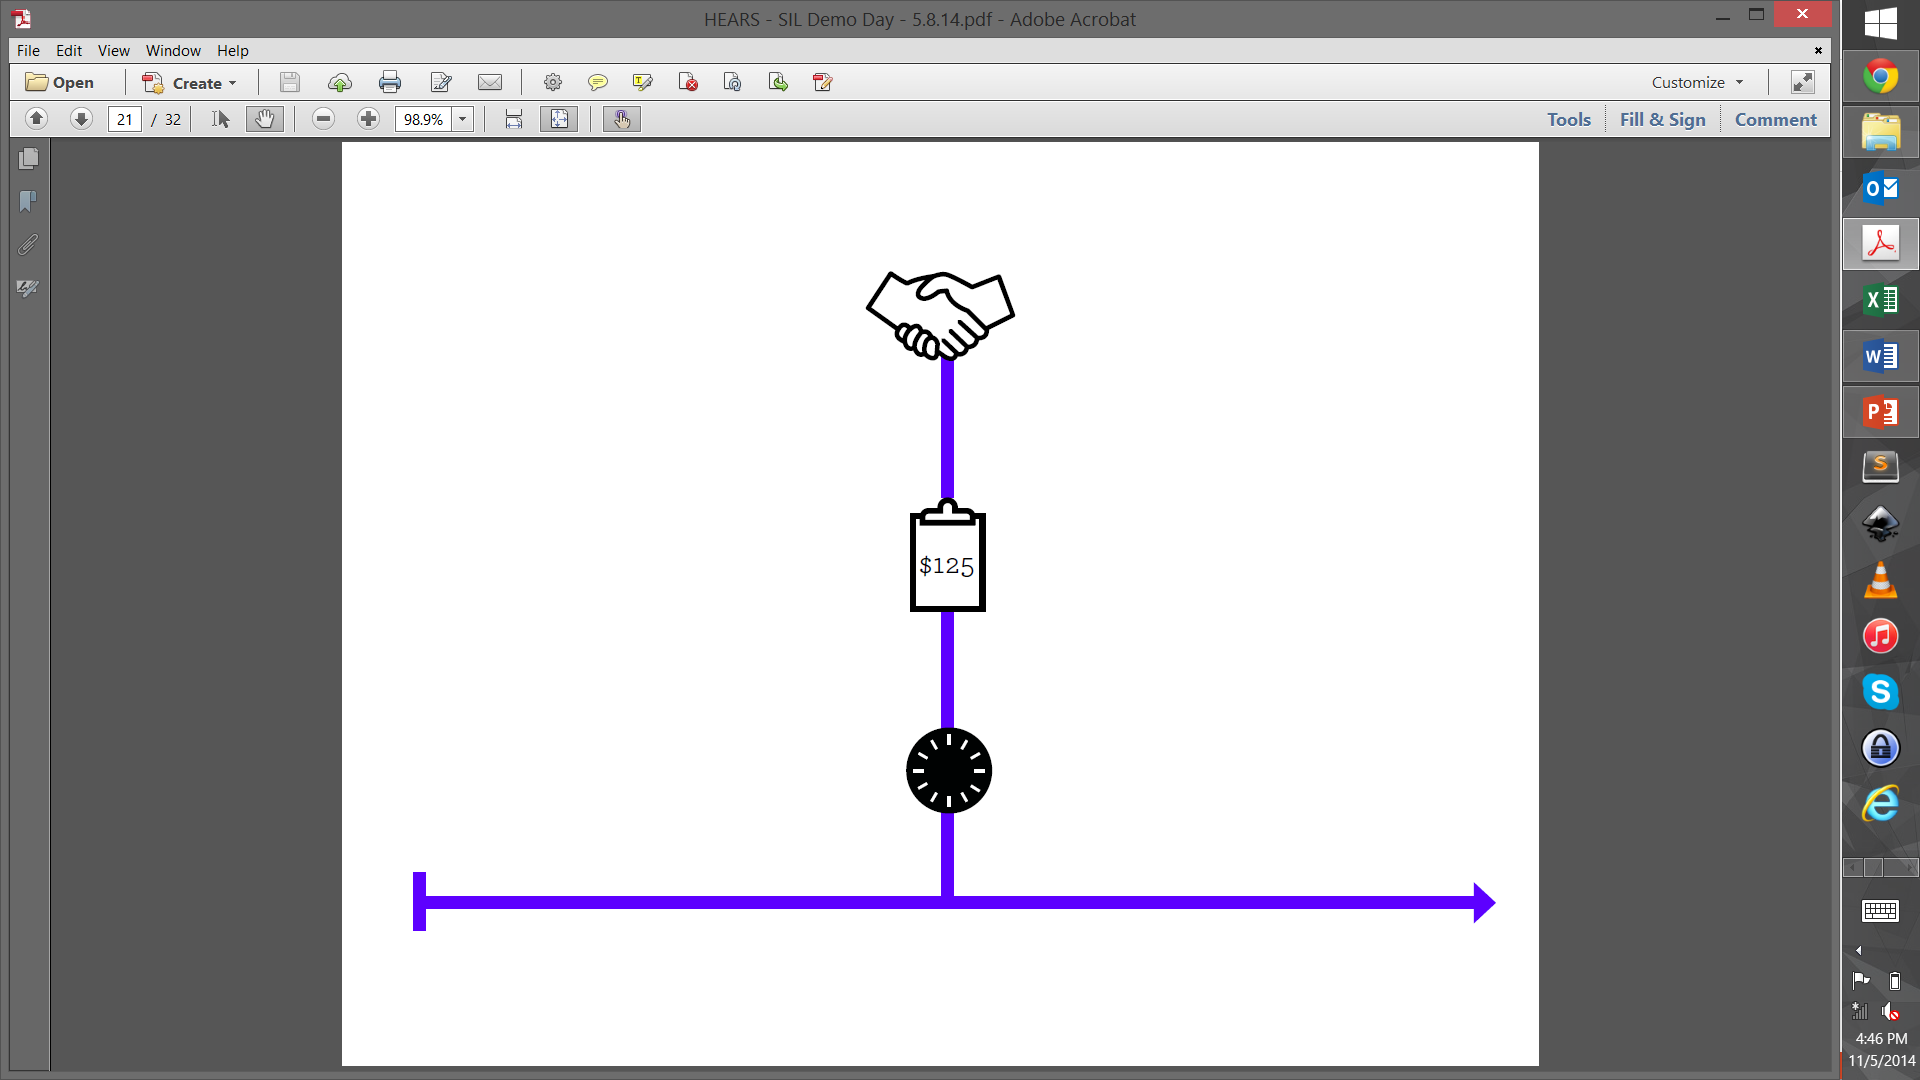 HEARS - SIL Demo Day - 5.8.14.pdf - Adobe Acrobat
File Edit View Window Help
Open Create Customize
21 / 32 98.9% Tools Fill & Sign Comment
$125
4:46 PM
11/5/2014